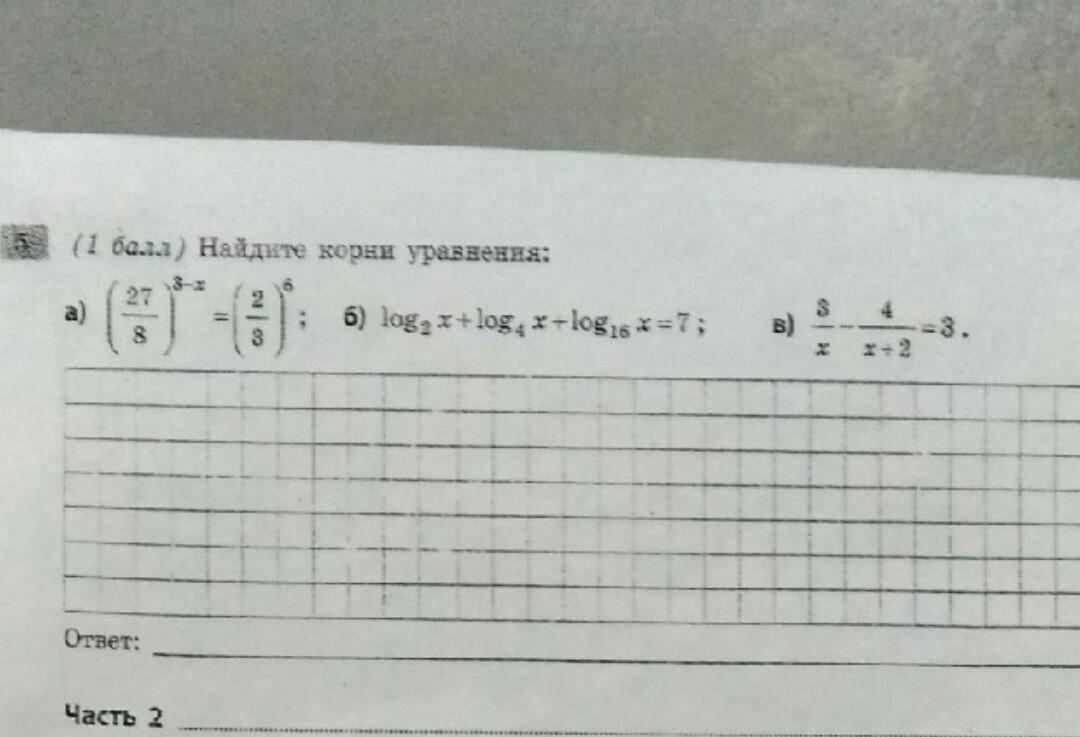 5 (1 балл) Найдите корни уравнения:
а) (27/8)^(3−x) = (2/3)^6; б) log₂ x + log₄ x + log₁₆ x = 7; в) 3/x − 4/(x+2) = 3.
Ответ:
Часть 2